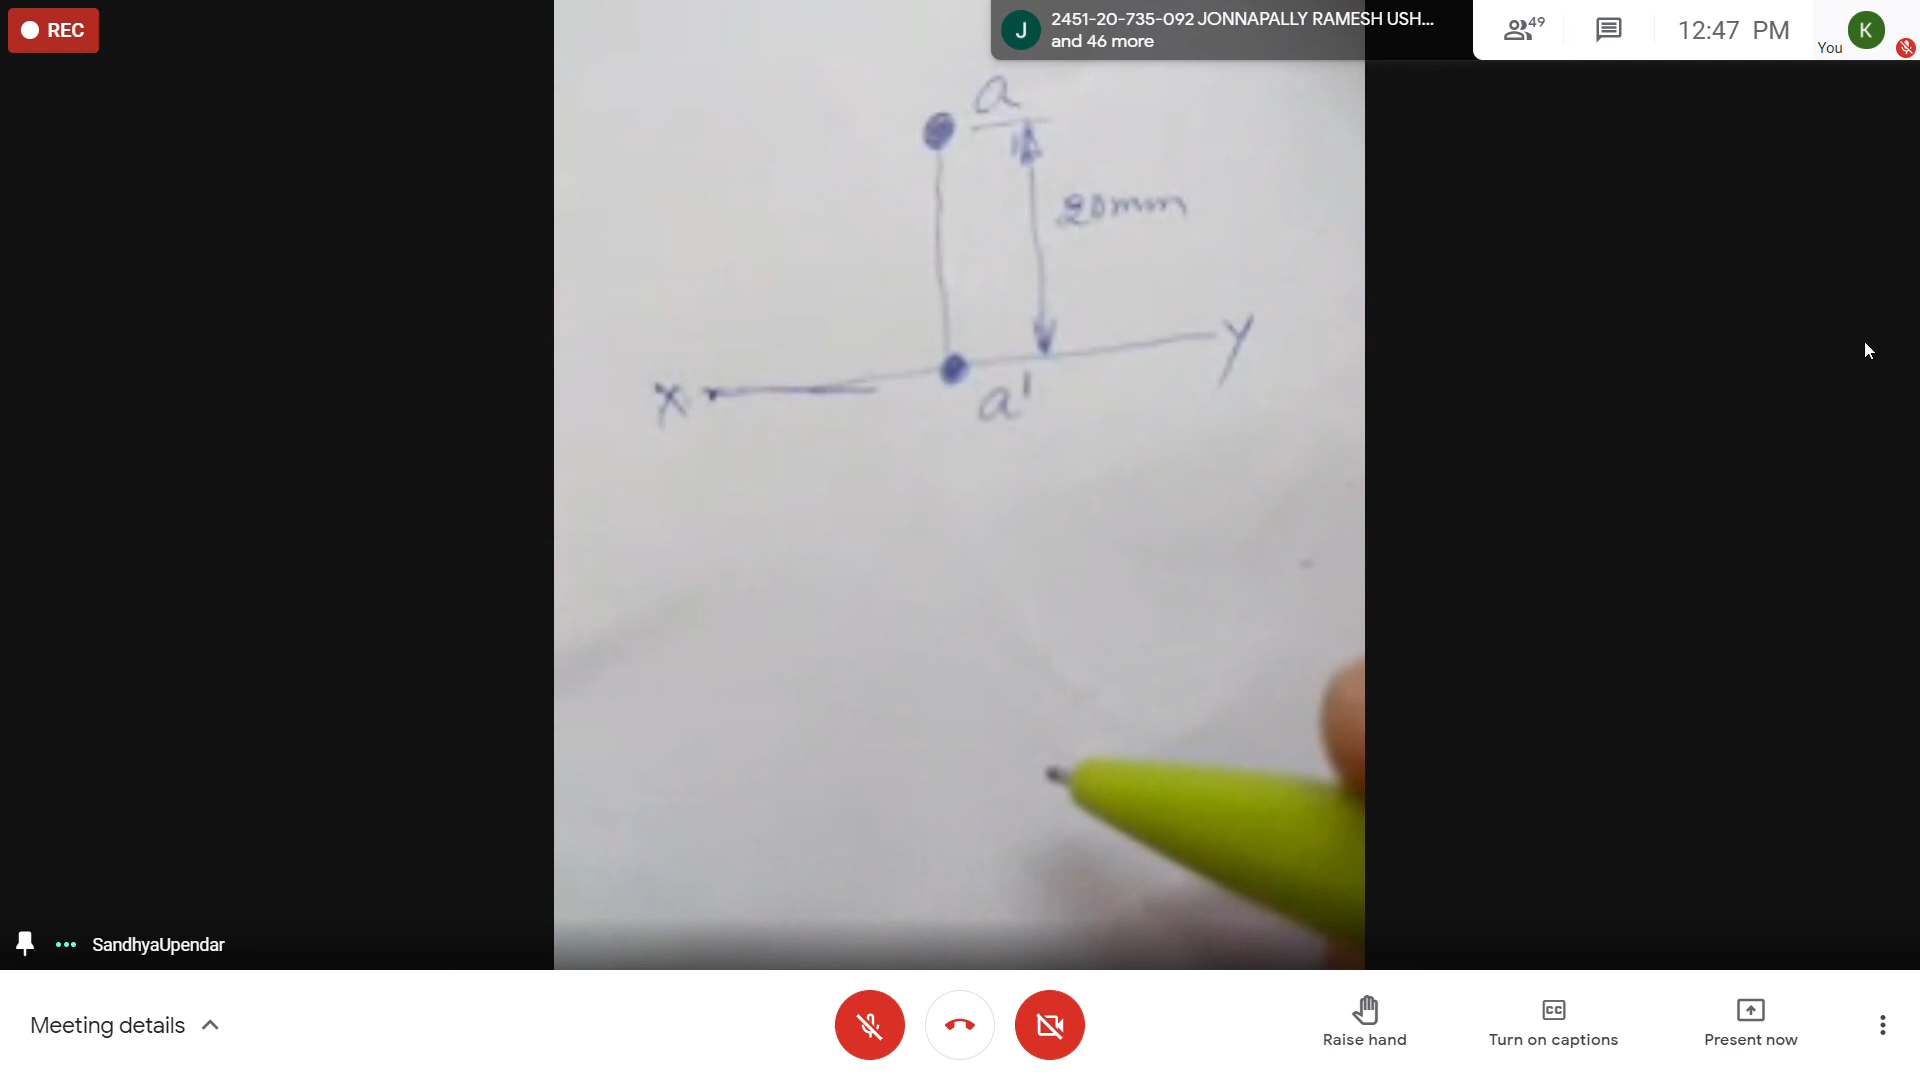 REC
J
2451-20-735-092 JONNAPALLY RAMESH USH...
and 46 more
49
12:47 PM
You
K
a
20mm
X
Y
a'
SandhyaUpendar
Meeting details
Raise hand
CC
Turn on captions
Present now